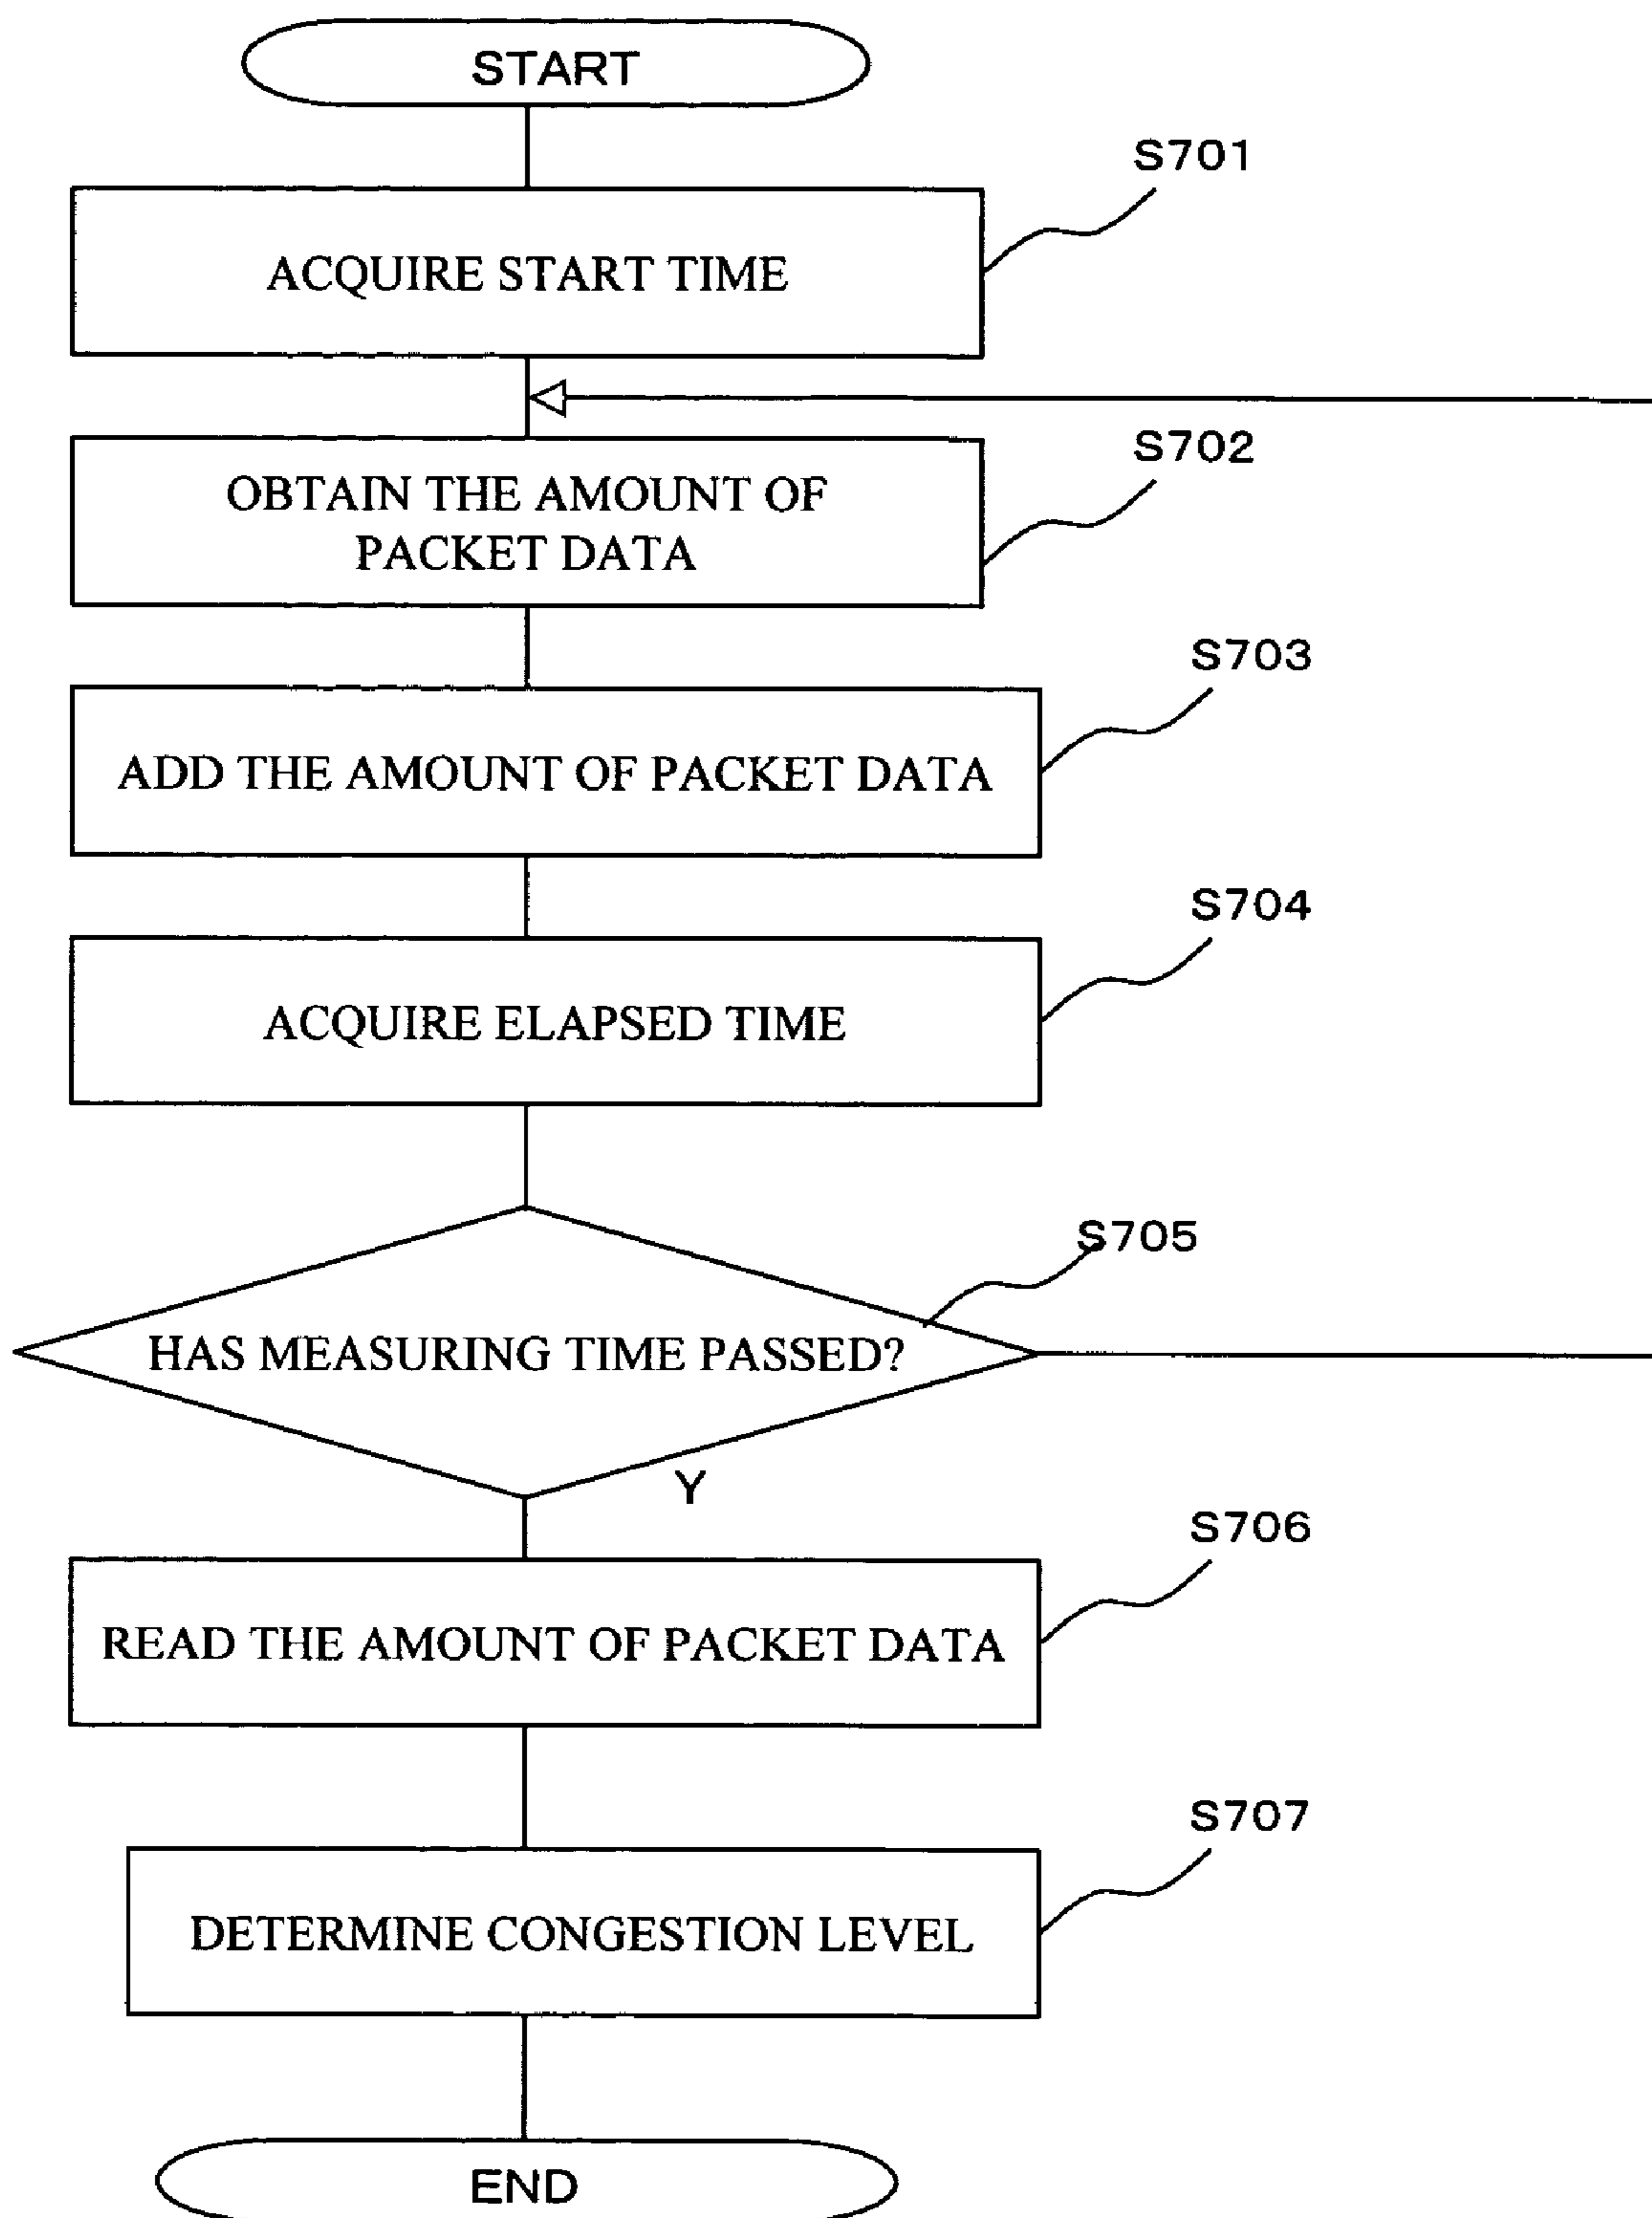 START
S701
ACQUIRE START TIME
S702
OBTAIN THE AMOUNT OF
PACKET DATA
S703
ADD THE AMOUNT OF PACKET DATA
S704
ACQUIRE ELAPSED TIME
S705
HAS MEASURING TIME PASSED?
Y
S706
READ THE AMOUNT OF PACKET DATA
S707
DETERMINE CONGESTION LEVEL
END